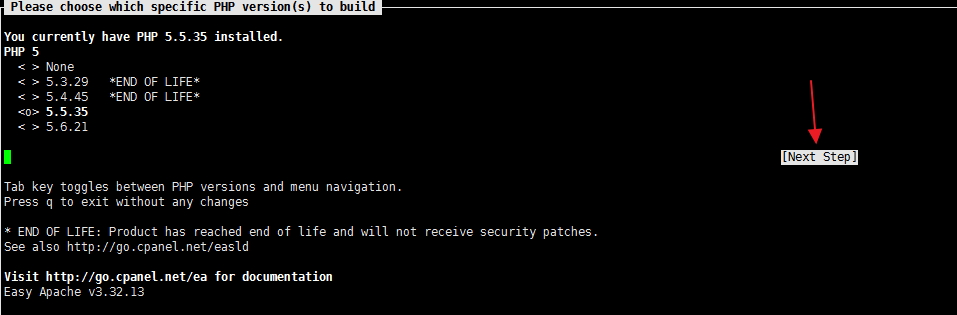 Please choose which specific PHP version(s) to build
You currently have PHP 5.5.35 installed.
PHP 5
< > None
< > 5.3.29 *END OF LIFE*
< > 5.4.45 *END OF LIFE*
<o> 5.5.35
< > 5.6.21
[Next Step]
Tab key toggles between PHP versions and menu navigation.
Press q to exit without any changes
* END OF LIFE: Product has reached end of life and will not receive security patches.
See also http://go.cpanel.net/easld
Visit http://go.cpanel.net/ea for documentation
Easy Apache v3.32.13